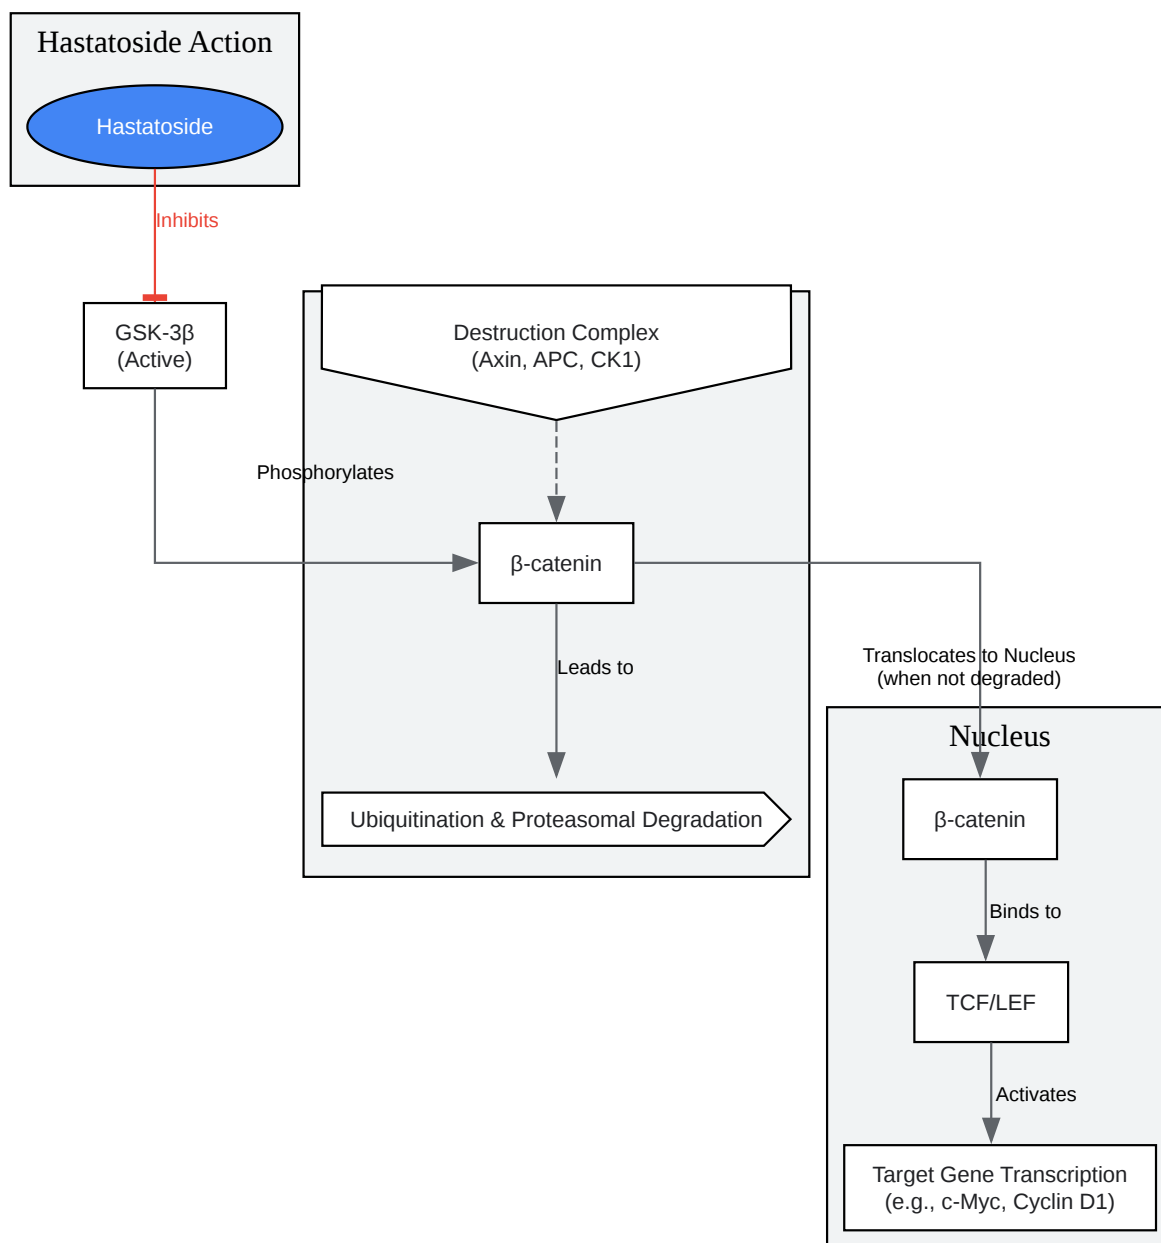 Hastatoside Action
Hastatoside
Inhibits
GSK-3β
(Active)
Destruction Complex
(Axin, APC, CK1)
Phosphorylates
β-catenin
Leads to
Translocates to Nucleus
(when not degraded)
Nucleus
Ubiquitination & Proteasomal Degradation
β-catenin
Binds to
TCF/LEF
Activates
Target Gene Transcription
(e.g., c-Myc, Cyclin D1)